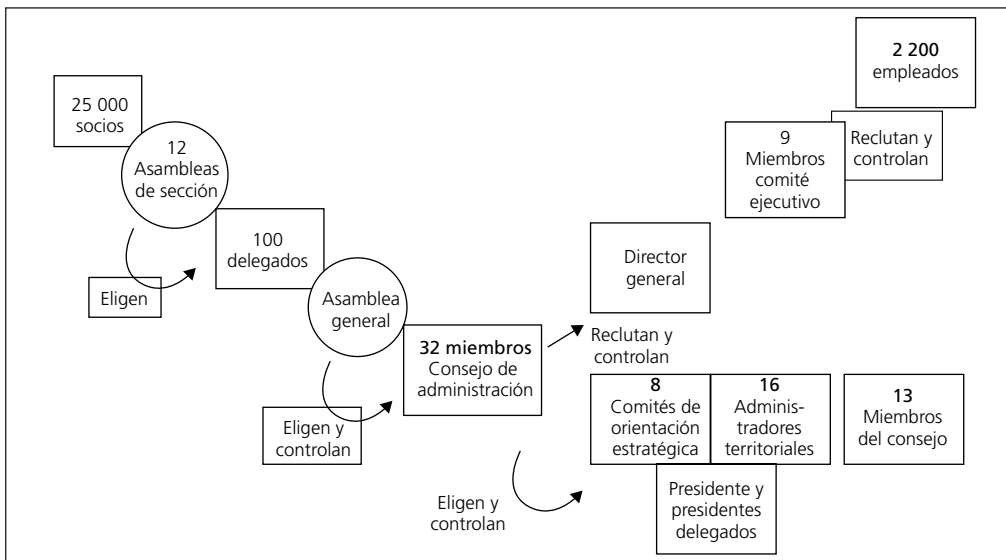 25 000
socios
12
Asambleas
de sección
Eligen
100
delegados
Asamblea
general
Eligen y
controlan
32 miembros
Consejo de
administración
Reclutan y
controlan
Director
general
9
Miembros
comité
ejecutivo
Reclutan y
controlan
2 200
empleados
Eligen y
controlan
8
Comités de
orientación
estratégica
16
Adminis-
tradores
territoriales
13
Miembros
del consejo
Presidente y
presidentes
delegados